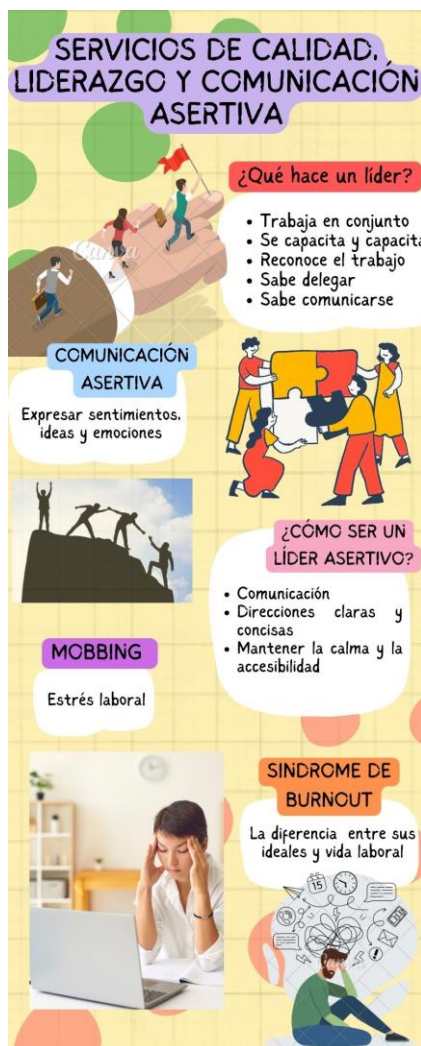 SERVICIOS DE CALIDAD,
LIDERAZGO Y COMUNICACIÓN
ASERTIVA
¿Qué hace un líder?
• Trabaja en conjunto
• Se capacita y capacita
• Reconoce el trabajo
• Sabe delegar
• Sabe comunicarse
Canva
COMUNICACIÓN
ASERTIVA
Expresar sentimientos,
ideas y emociones
¿CÓMO SER UN
LÍDER ASERTIVO?
• Comunicación
• Direcciones claras y
concisas
• Mantener la calma y la
accesibilidad
MOBBING
Estrés laboral
SINDROME DE
BURNOUT
La diferencia entre sus
ideales y vida laboral
15